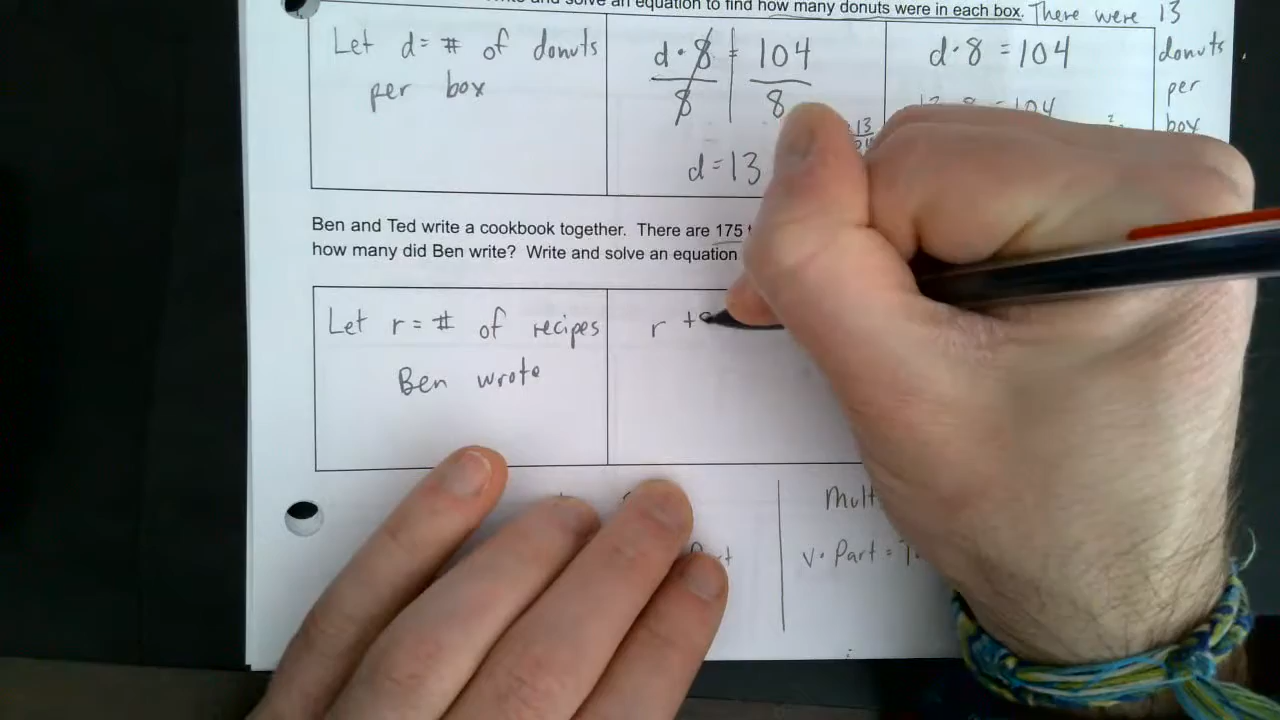 and solve an equation to find how many donuts were in each box. There were 13
donuts
per
box
Let d = # of donuts
per box
d · 8 = 104
8 8
d = 13
d · 8 = 104
13 · 8 = 104
Ben and Ted write a cookbook together. There are 175
how many did Ben write? Write and solve an equation
Let r = # of recipes
Ben wrote
r +
Mult
v · Part =